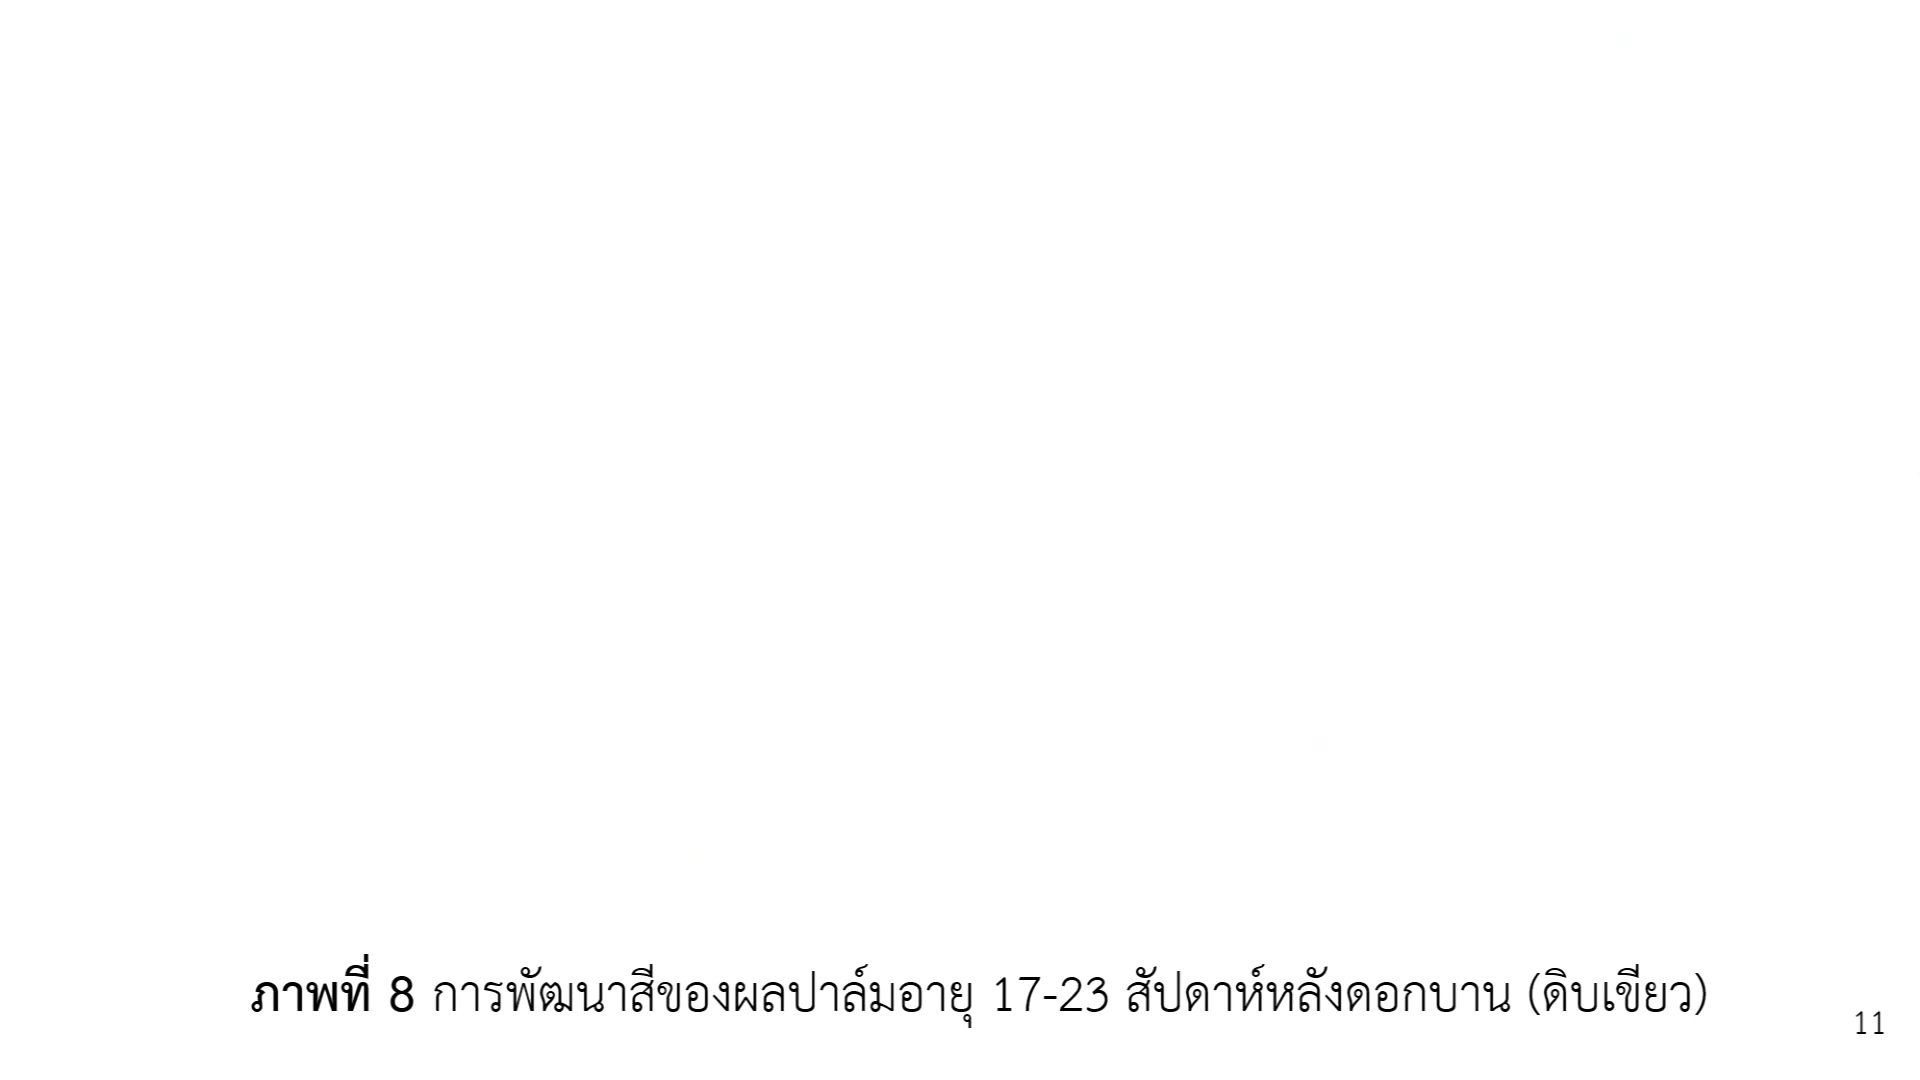 ภาพที่ 8 การพัฒนาสีของผลปาล์มอายุ 17-23 สัปดาห์หลังดอกบาน (ดิบเขียว)
11